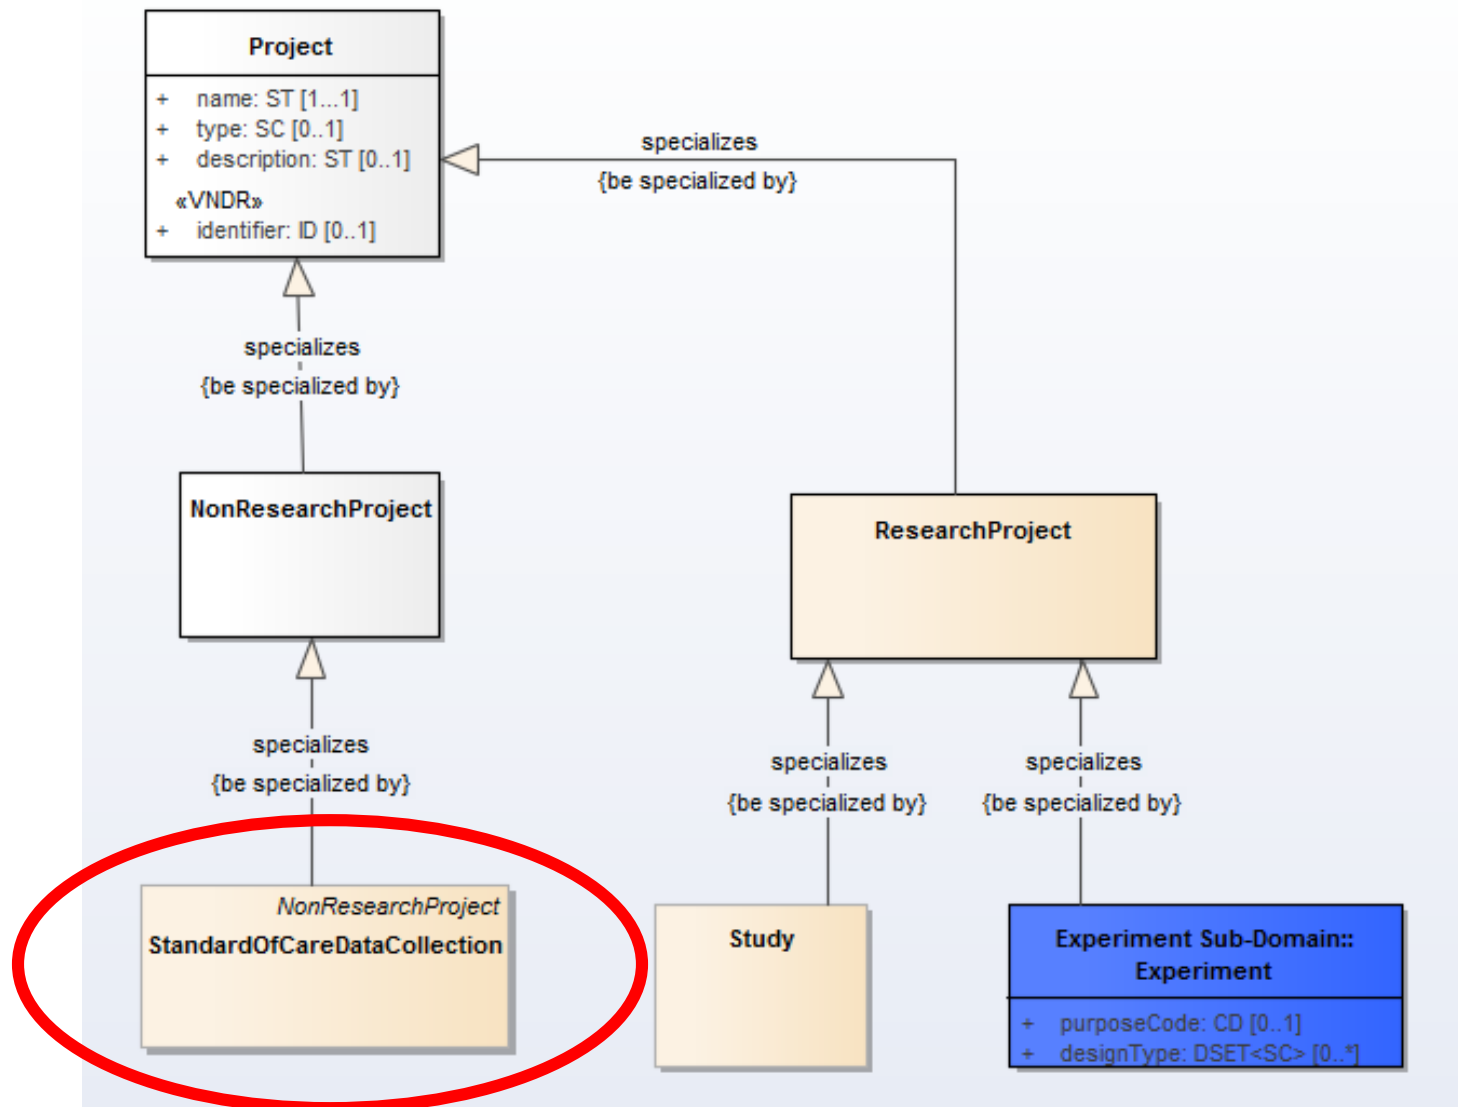 Project
+ name: ST [1...1]
+ type: SC [0..1]
+ description: ST [0..1]
«VNDR»
+ identifier: ID [0..1]
specializes
{be specialized by}
specializes
{be specialized by}
NonResearchProject
ResearchProject
specializes
{be specialized by}
specializes
{be specialized by}
specializes
{be specialized by}
NonResearchProject
StandardOfCareDataCollection
Study
Experiment Sub-Domain::
Experiment
+ purposeCode: CD [0..1]
+ designType: DSET<SC> [0..*]